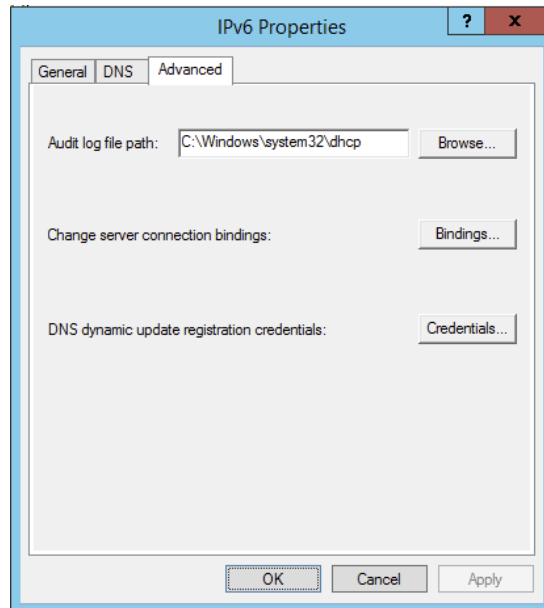 IPv6 Properties
? x
General DNS Advanced
Audit log file path: C:\Windows\system32\dhcp Browse...
Change server connection bindings: Bindings...
DNS dynamic update registration credentials: Credentials...
OK Cancel Apply